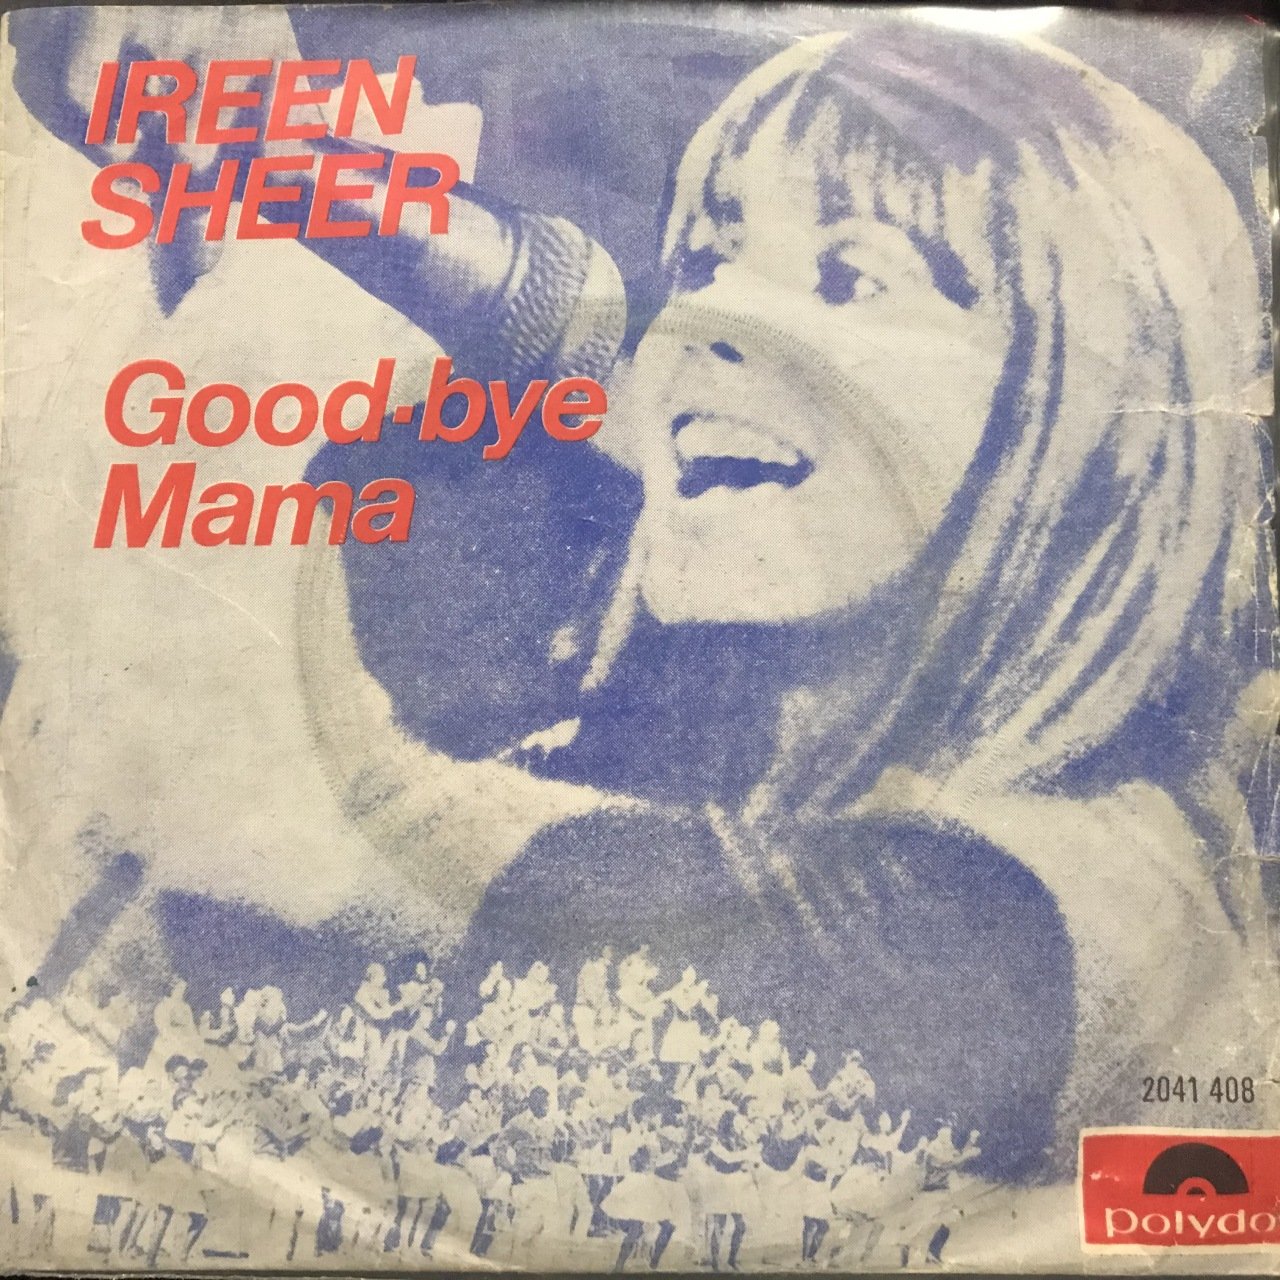 IREEN
SHEER
Good-bye
Mama
2041 408
polydo